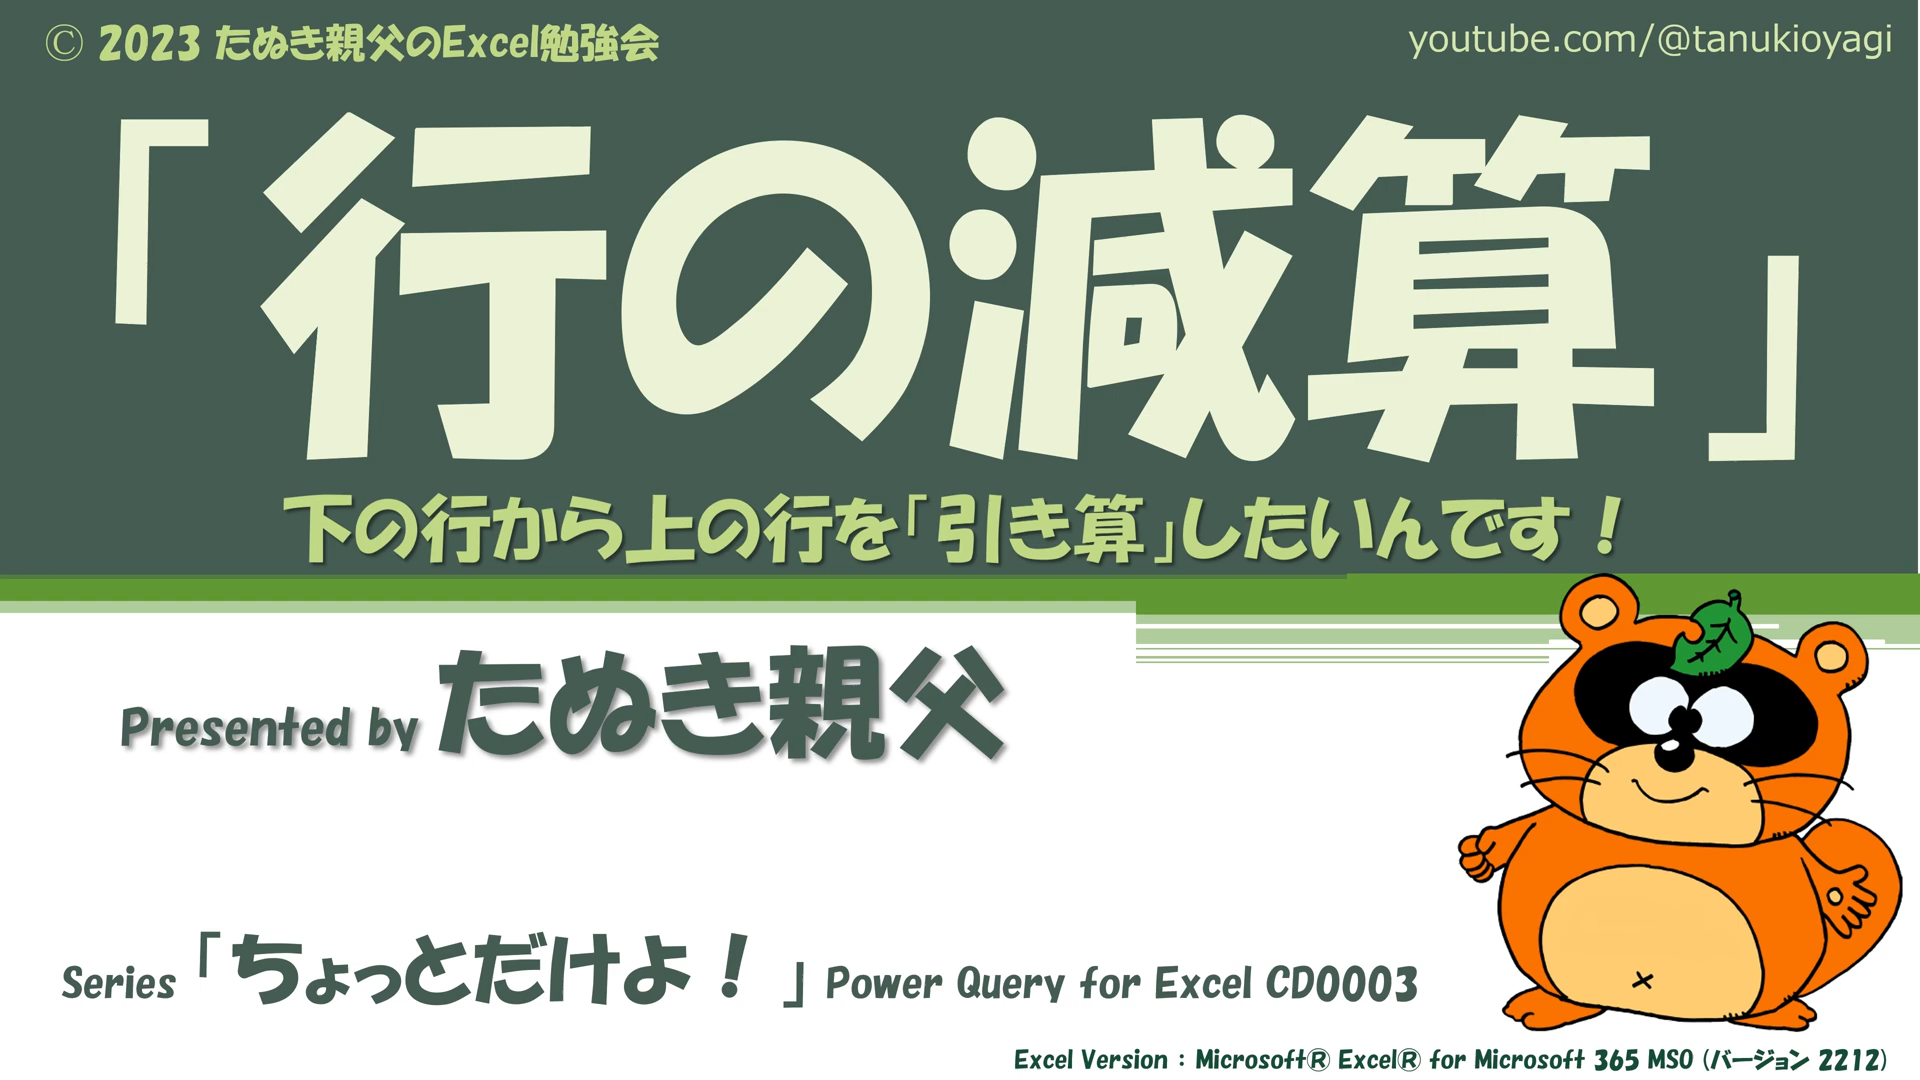 Ⓒ 2023 たぬき親父のExcel勉強会
youtube.com/@tanukioyagi
「行の減算」
下の行から上の行を「引き算」したいんです！
Presented by たぬき親父
Series「ちょっとだけよ！」Power Query for Excel CD0003
Excel Version : Microsoft® Excel® for Microsoft 365 MSO (バージョン 2212)